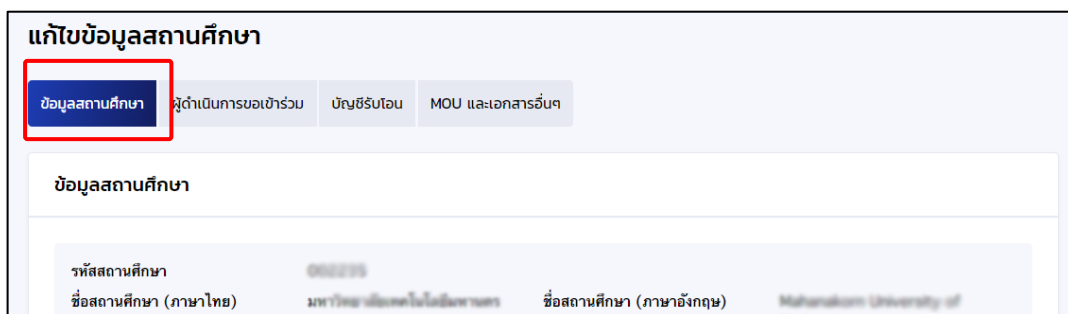 แก้ไขข้อมูลสถานศึกษา
ข้อมูลสถานศึกษา ผู้ดำเนินการขอเข้าร่วม บัญชีรับโอน MOU และเอกสารอื่นๆ
ข้อมูลสถานศึกษา
รหัสสถานศึกษา
ชื่อสถานศึกษา (ภาษาไทย) ชื่อสถานศึกษา (ภาษาอังกฤษ)